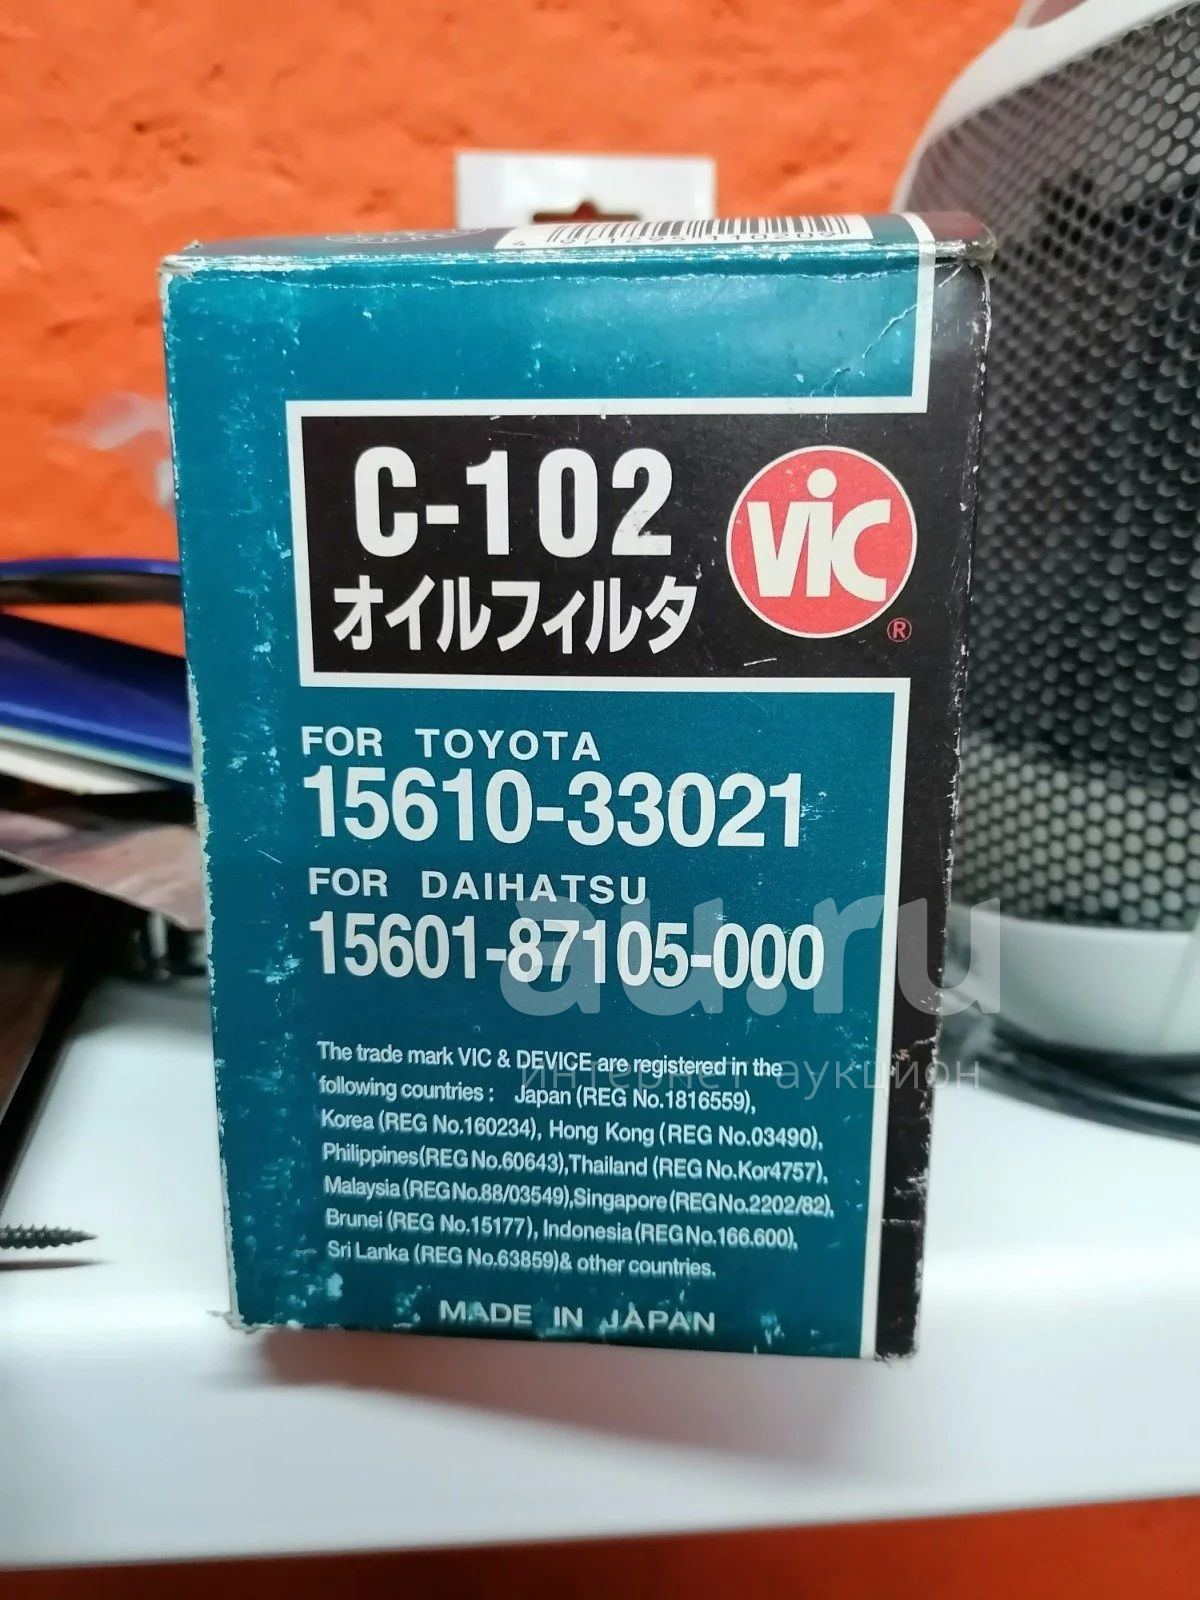 C-102
オイルフィルタ
ViC
®
FOR TOYOTA
15610-33021
FOR DAIHATSU
15601-87105-000
The trade mark VIC & DEVICE are registered in the
following countries : Japan (REG No.1816559),
Korea (REG No.160234), Hong Kong (REG No.03490),
Philippines(REG No.60643),Thailand (REG No.Kor4757),
Malaysia (REG No.88/03549),Singapore(REG No.2202/82),
Brunei (REG No.15177), Indonesia(REG No.166.600),
Sri Lanka (REG No.63859)& other countries.
MADE IN JAPAN
au.ru
интернет аукцион